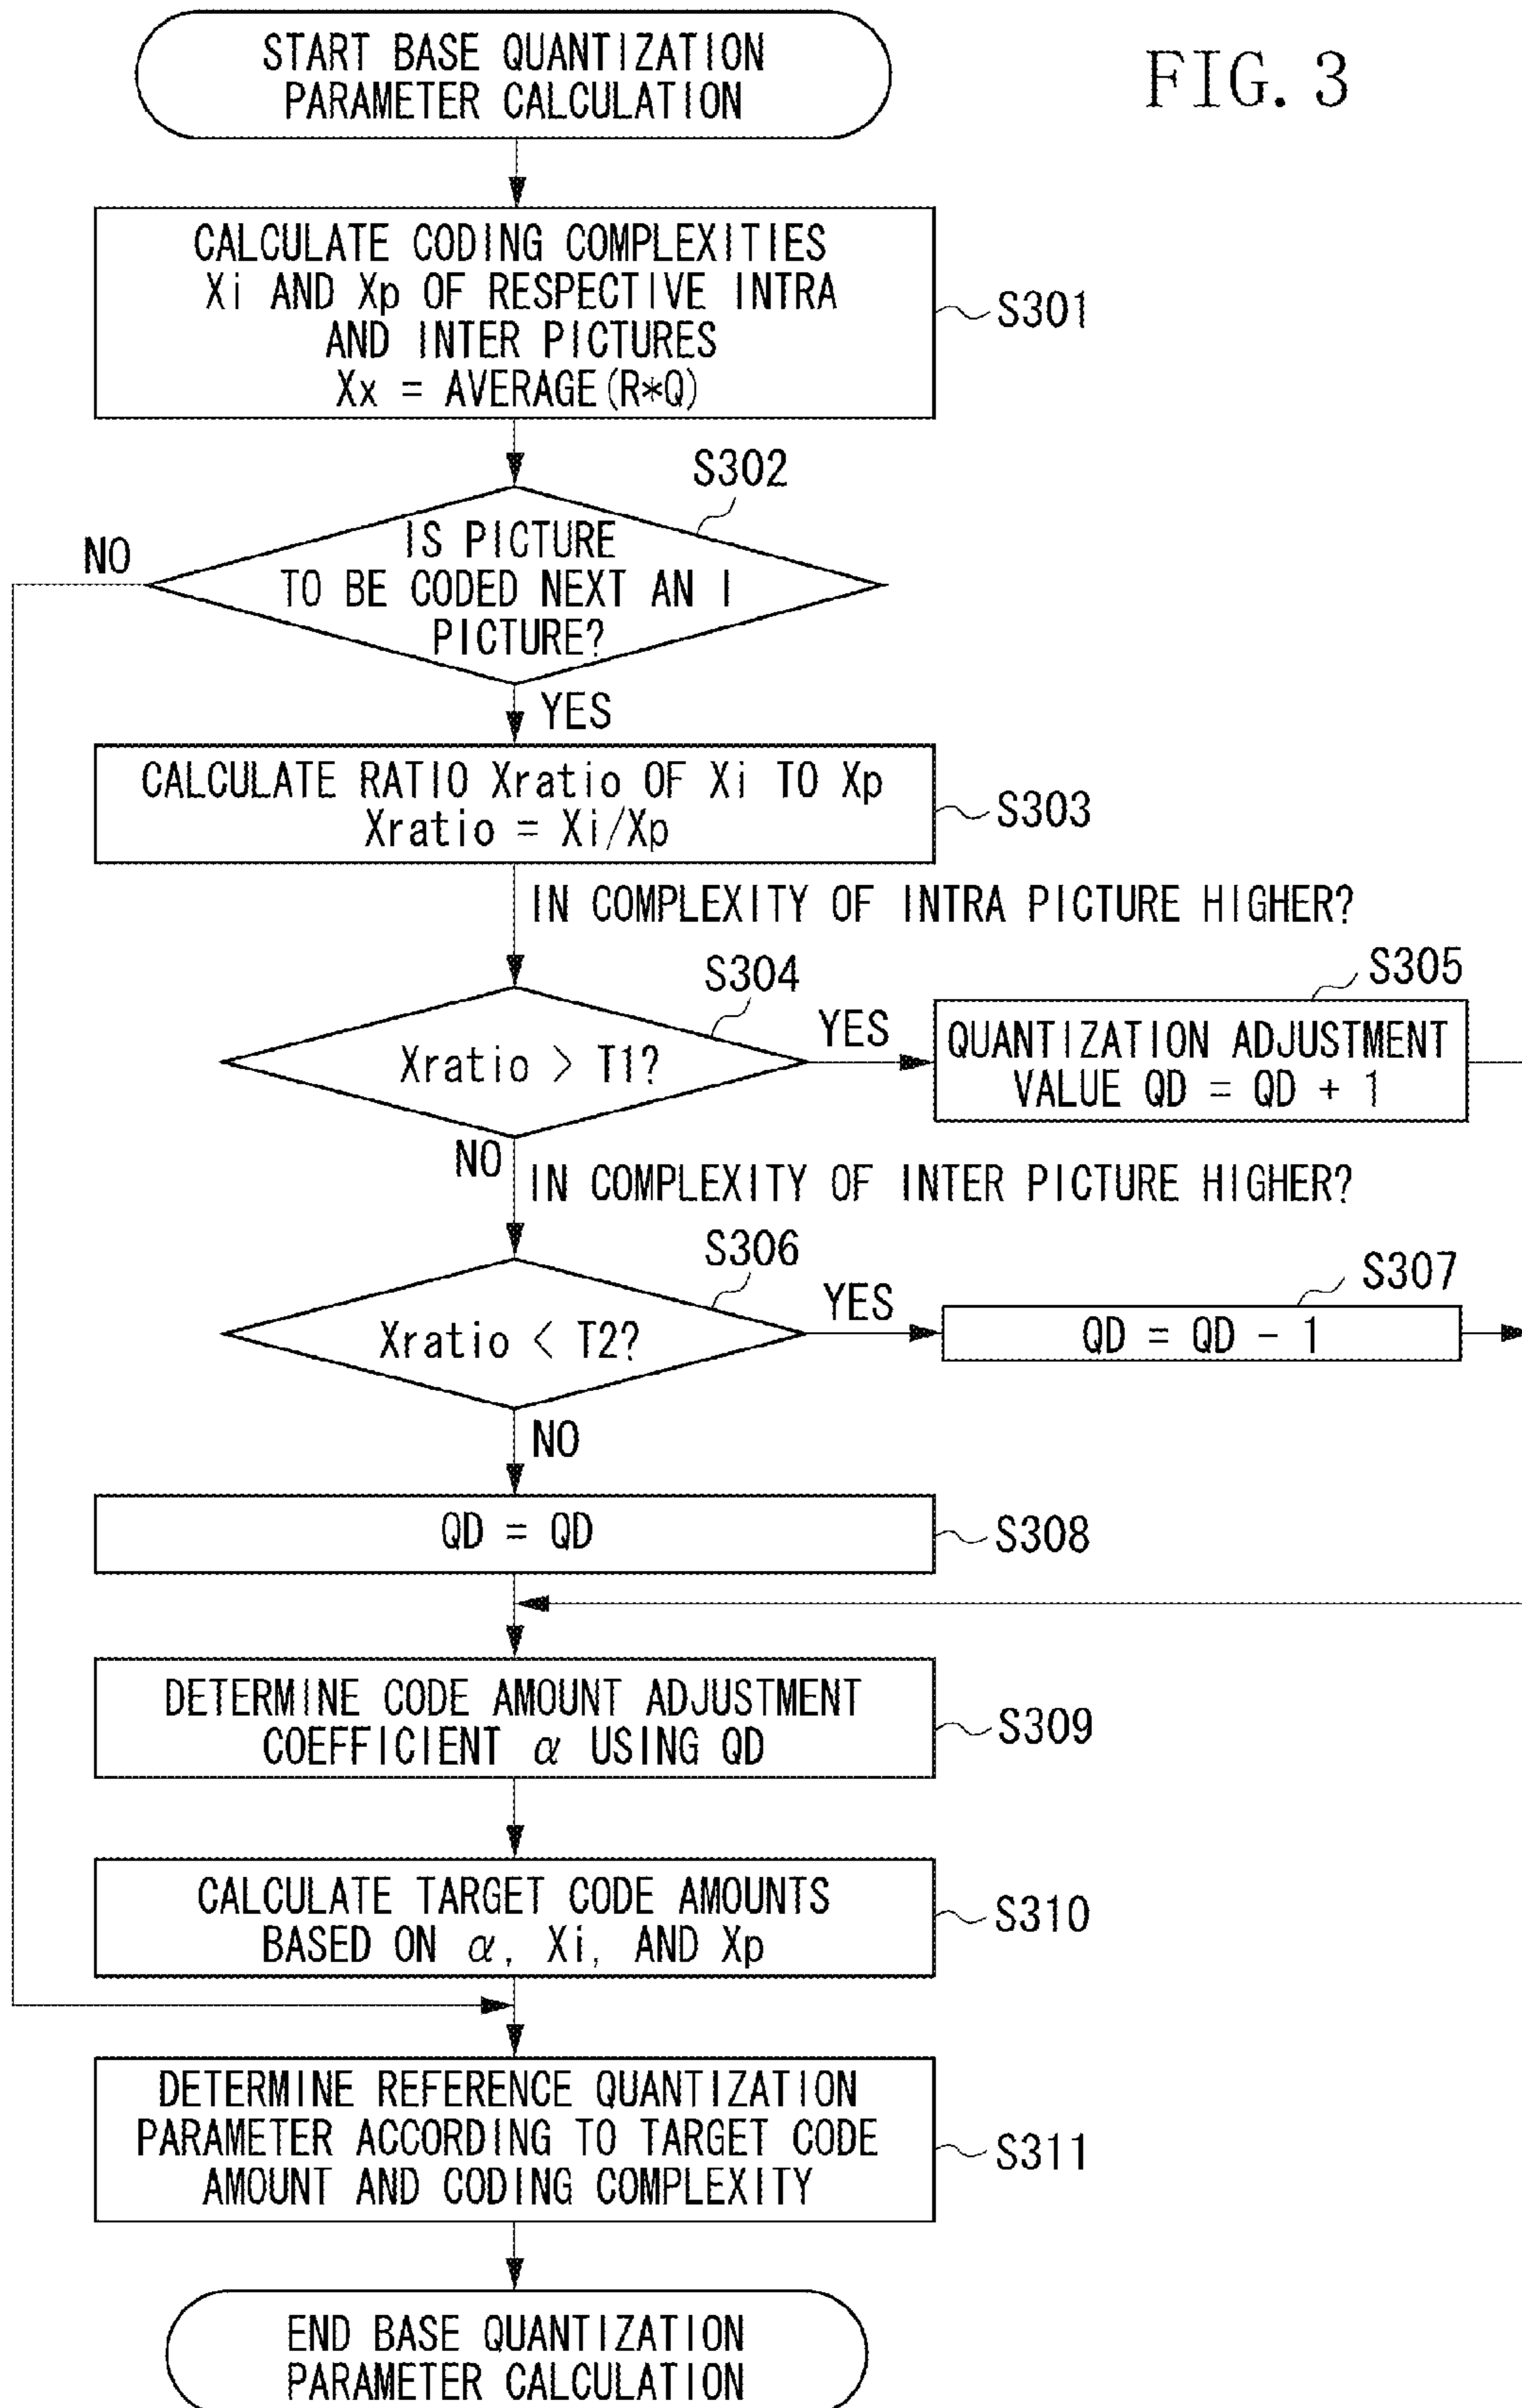 START BASE QUANTIZATION
PARAMETER CALCULATION
FIG. 3
CALCULATE CODING COMPLEXITIES
Xi AND Xp OF RESPECTIVE INTRA
AND INTER PICTURES
Xx = AVERAGE(R*Q)
S301
S302
NO
IS PICTURE
TO BE CODED NEXT AN I
PICTURE?
YES
CALCULATE RATIO Xratio OF Xi TO Xp
Xratio = Xi/Xp
S303
IN COMPLEXITY OF INTRA PICTURE HIGHER?
S304
Xratio > T1?
YES
S305
QUANTIZATION ADJUSTMENT
VALUE QD = QD + 1
NO
IN COMPLEXITY OF INTER PICTURE HIGHER?
S306
Xratio < T2?
YES
S307
QD = QD - 1
NO
QD = QD
S308
DETERMINE CODE AMOUNT ADJUSTMENT
COEFFICIENT α USING QD
S309
CALCULATE TARGET CODE AMOUNTS
BASED ON α, Xi, AND Xp
S310
DETERMINE REFERENCE QUANTIZATION
PARAMETER ACCORDING TO TARGET CODE
AMOUNT AND CODING COMPLEXITY
S311
END BASE QUANTIZATION
PARAMETER CALCULATION